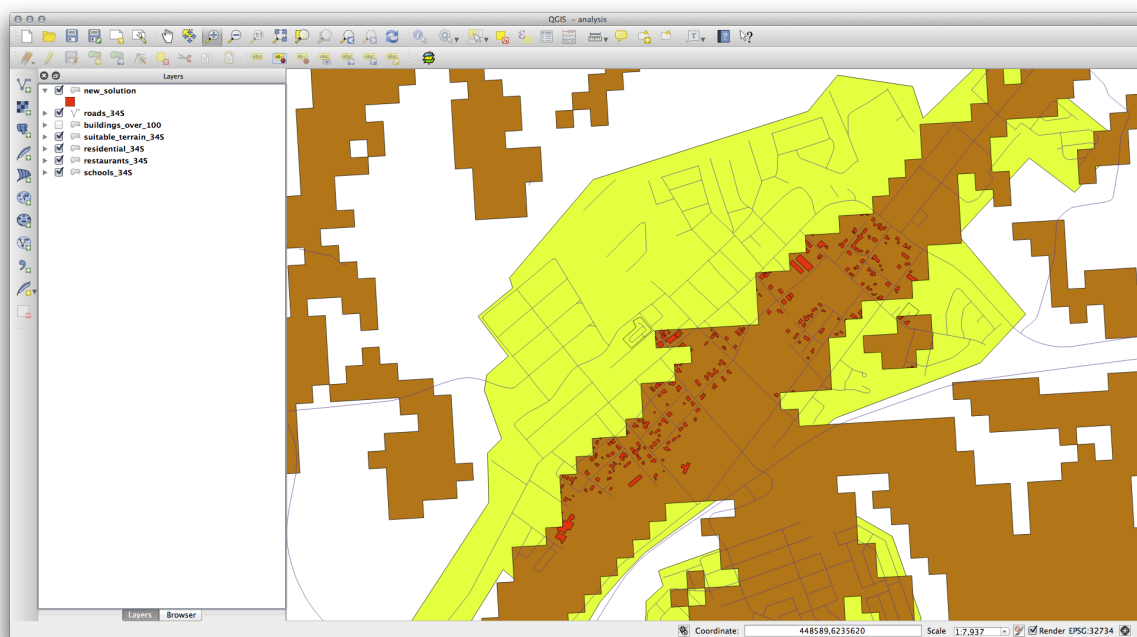 QGIS - analysis
Layers
new_solution
roads_34S
buildings_over_100
suitable_terrain_34S
residential_34S
restaurants_34S
schools_34S
Layers
Browser
Coordinate:
448589,6235620
Scale
1:7,937
Render
EPSG:32734